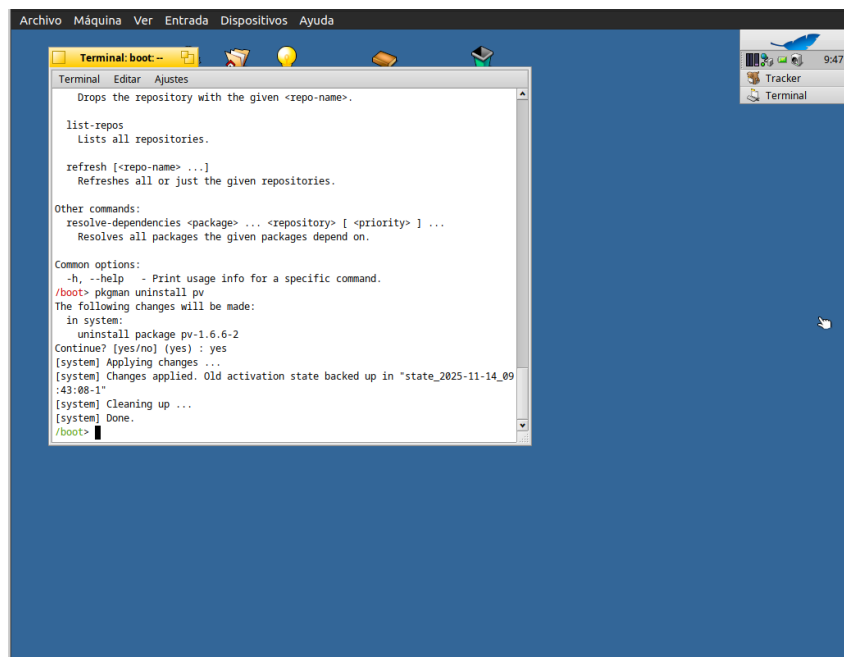 Archivo Máquina Ver Entrada Dispositivos Ayuda
Terminal: boot: --
9:47
Tracker
Terminal
Terminal Editar Ajustes
Drops the repository with the given <repo-name>.
list-repos
Lists all repositories.
refresh [<repo-name> ...]
Refreshes all or just the given repositories.
Other commands:
resolve-dependencies <package> ... <repository> [ <priority> ] ...
Resolves all packages the given packages depend on.
Common options:
-h, --help - Print usage info for a specific command.
/boot> pkgman uninstall pv
The following changes will be made:
in system:
uninstall package pv-1.6.6-2
Continue? [yes/no] (yes) : yes
[system] Applying changes ...
[system] Changes applied. Old activation state backed up in "state_2025-11-14_09
:43:08-1"
[system] Cleaning up ...
[system] Done.
/boot>